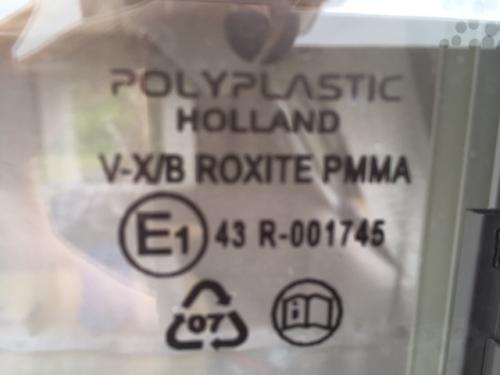 POLYPLASTIC
HOLLAND
V-X/B ROXITE PMMA
E1 43 R-001745
07